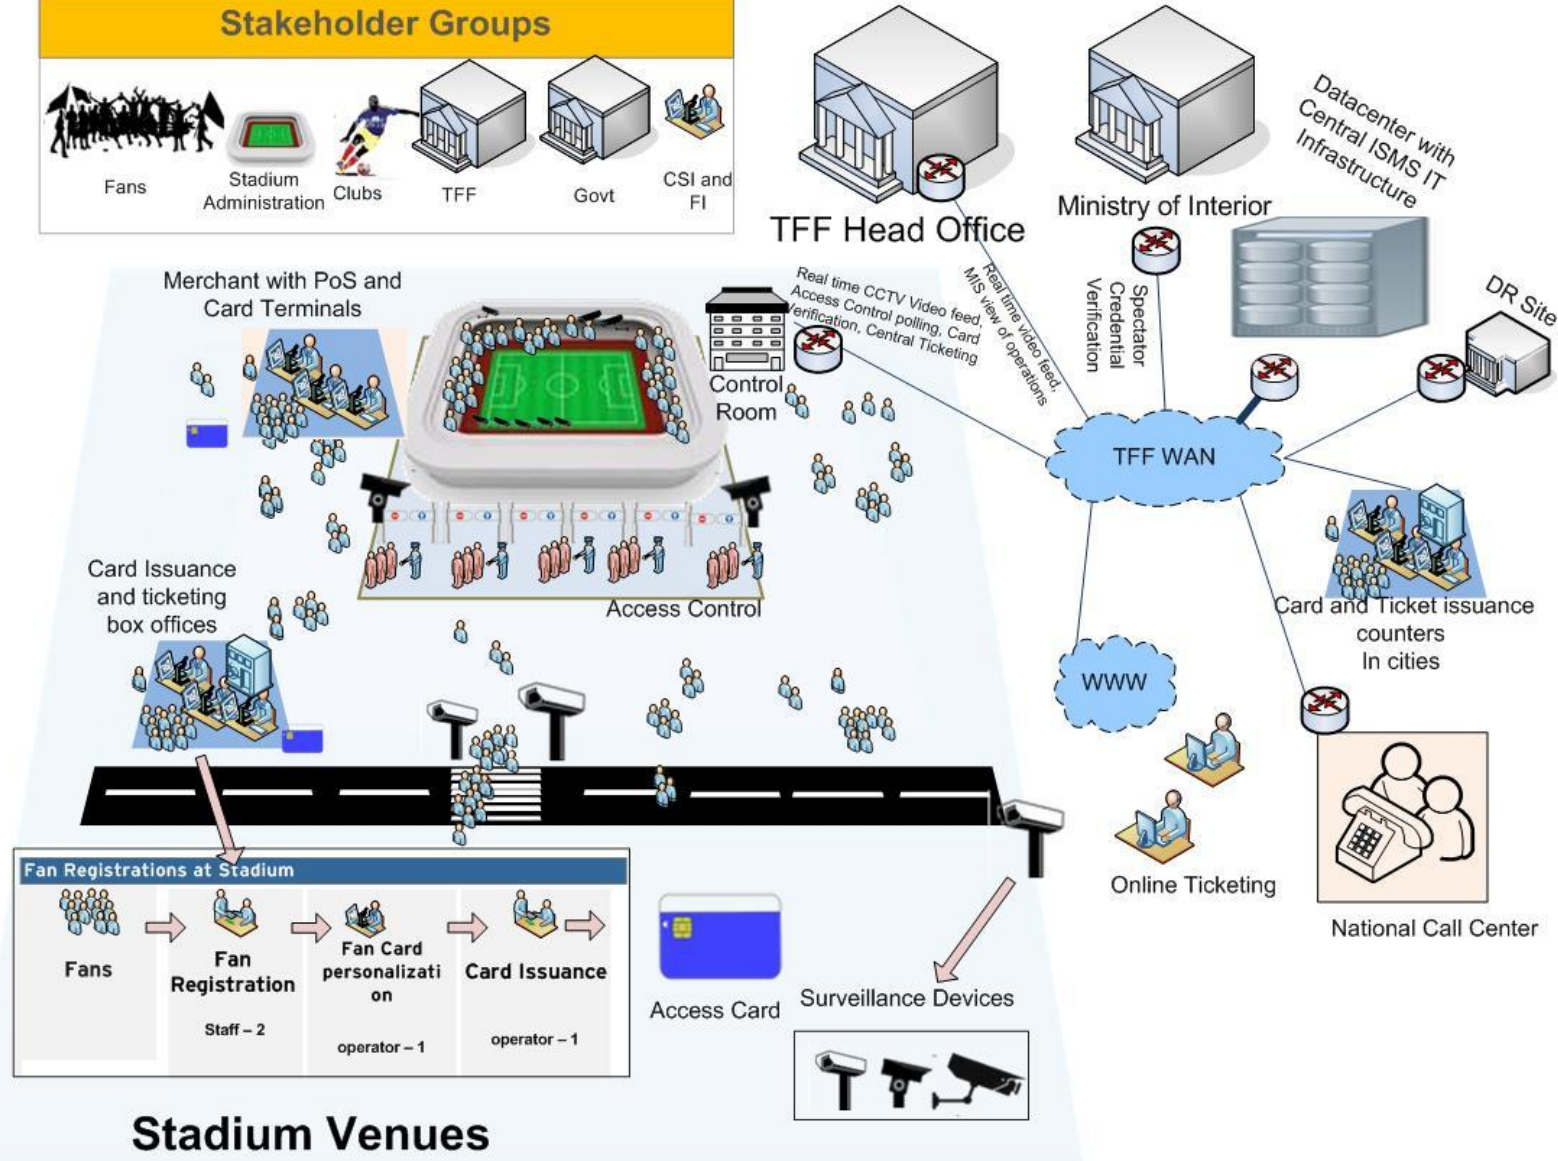 Stakeholder Groups
Fans
Stadium
Administration
Clubs
TFF
Govt
CSI and
FI
TFF Head Office
Ministry of Interior
Datacenter with
Central ISMS IT
Infrastructure
DR Site
Merchant with PoS and
Card Terminals
Control
Room
Real time CCTV Video feed,
Access Control polling, Card
Verification, Central Ticketing
Real time video feed,
MIS view of operations
Spectator
Credential
Verification
TFF WAN
Card Issuance
and ticketing
box offices
Access Control
Card and Ticket issuance
counters
In cities
WWW
Online Ticketing
National Call Center
Fan Registrations at Stadium
Fans
Fan
Registration
Staff – 2
Fan Card
personalizati
on
operator – 1
Card Issuance
operator – 1
Access Card
Surveillance Devices
Stadium Venues